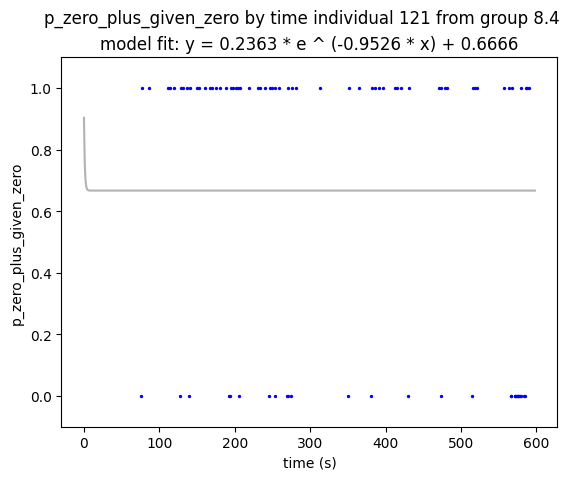 p_zero_plus_given_zero by time individual 121 from group 8.4
model fit: y = 0.2363 * e ^ (-0.9526 * x) + 0.6666
p_zero_plus_given_zero
1.0
0.8
0.6
0.4
0.2
0.0
0 100 200 300 400 500 600
time (s)